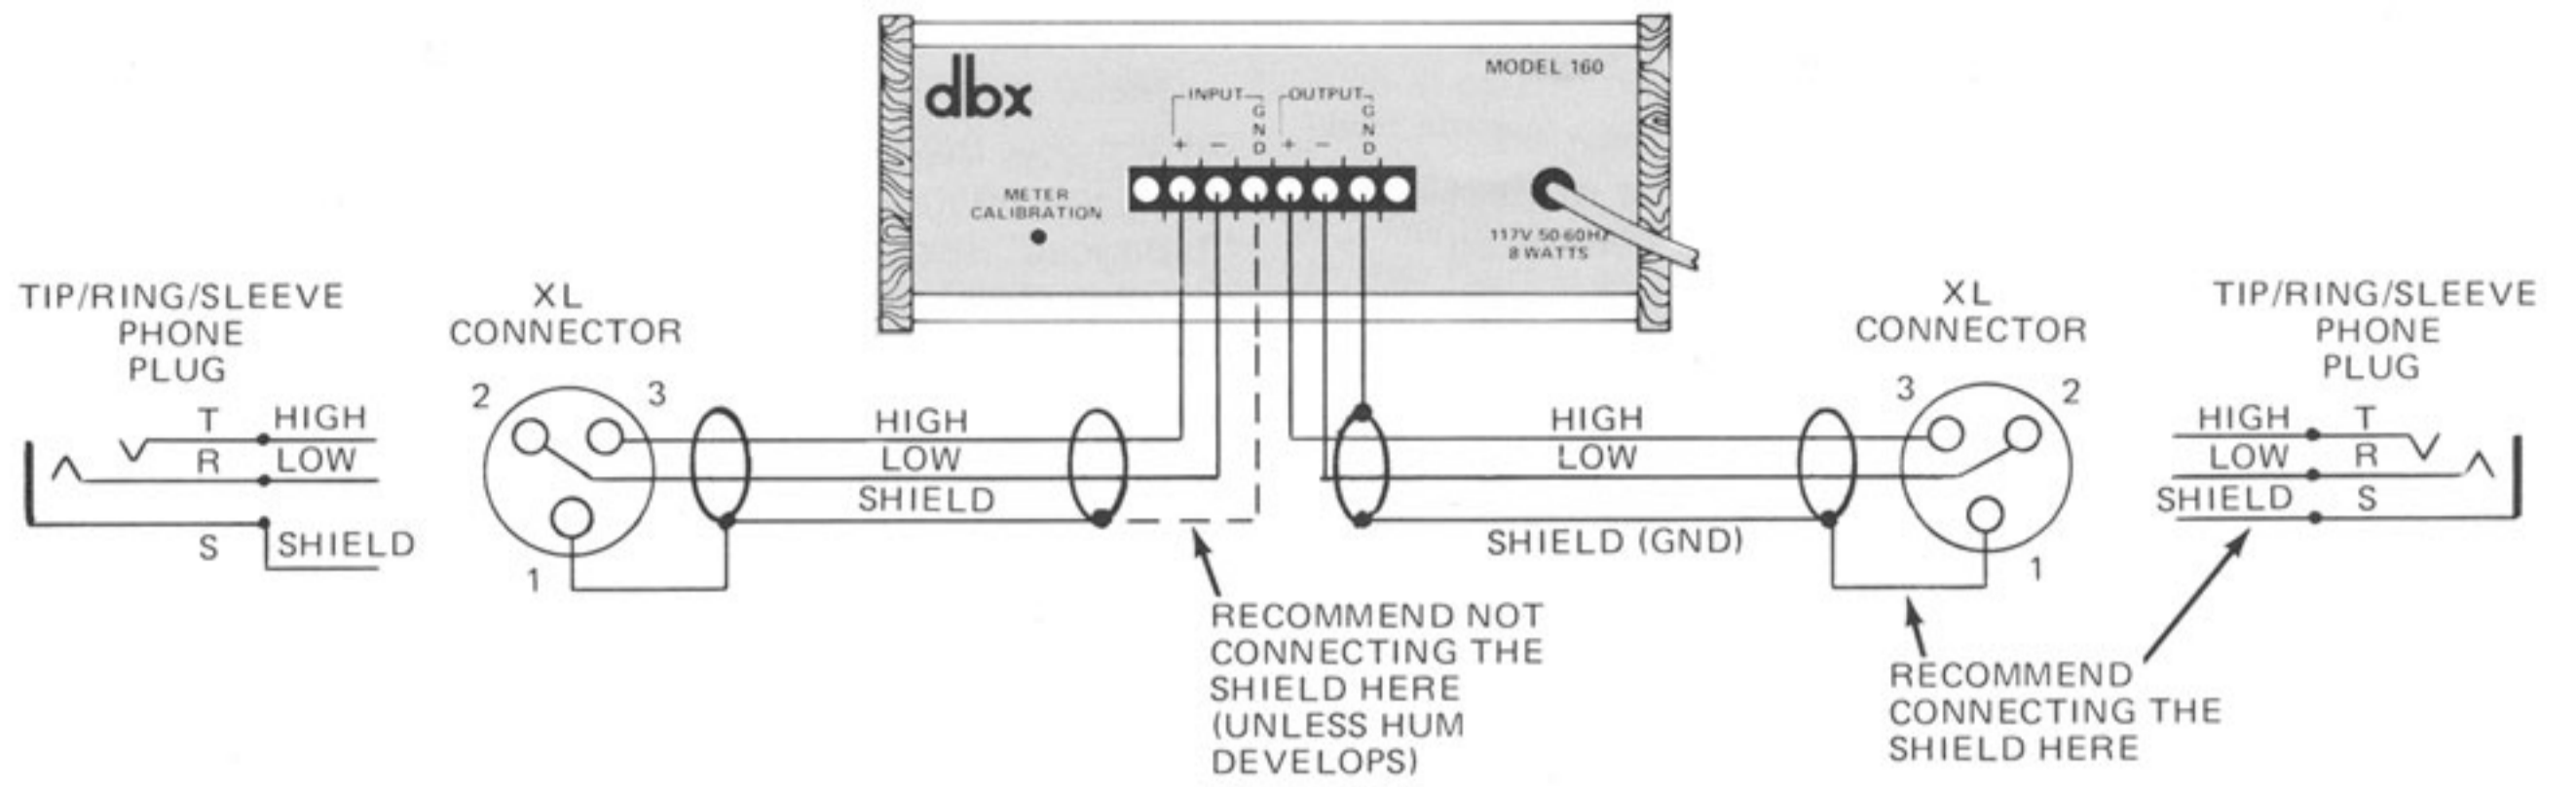 dbx
MODEL 160
INPUT
OUTPUT
GND
GND
+ − + −
METER
CALIBRATION
117V 50-60HZ
8 WATTS
TIP/RING/SLEEVE
PHONE
PLUG
T HIGH
R LOW
S SHIELD
XL
CONNECTOR
2 3
1
HIGH
LOW
SHIELD
RECOMMEND NOT
CONNECTING THE
SHIELD HERE
(UNLESS HUM
DEVELOPS)
HIGH
LOW
SHIELD (GND)
XL
CONNECTOR
3 2
1
RECOMMEND
CONNECTING THE
SHIELD HERE
TIP/RING/SLEEVE
PHONE
PLUG
HIGH T
LOW R
SHIELD S